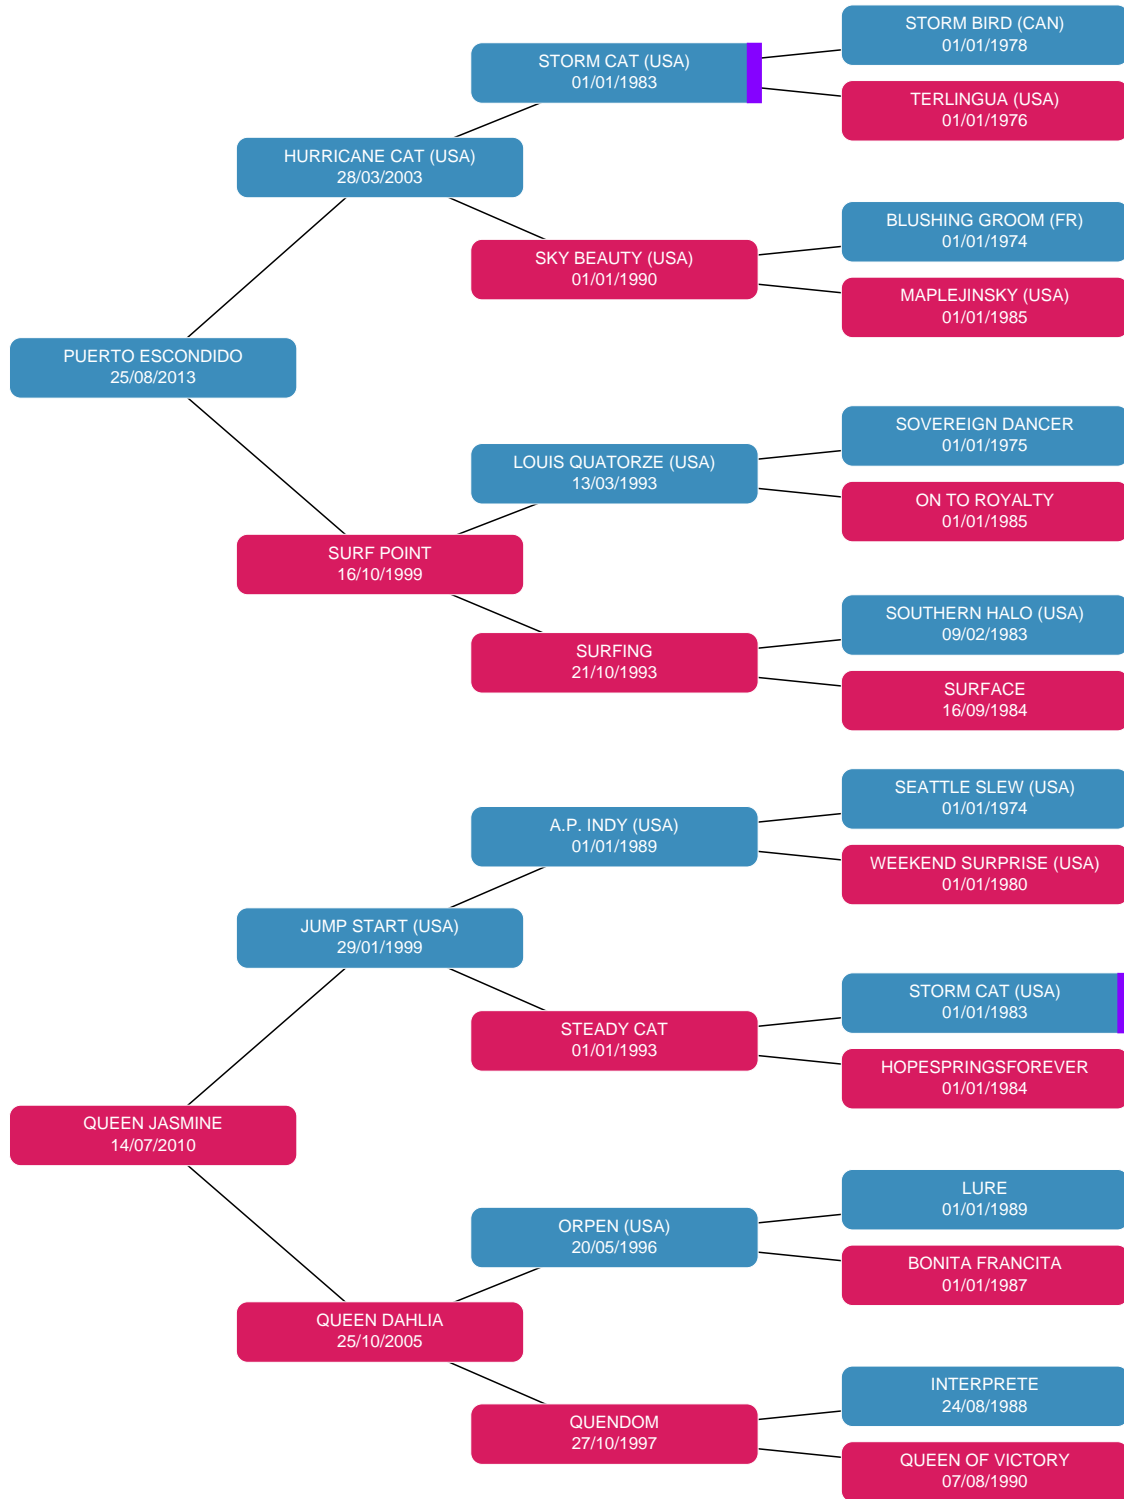 STORM BIRD (CAN)
01/01/1978
STORM CAT (USA)
01/01/1983
TERLINGUA (USA)
01/01/1976
HURRICANE CAT (USA)
28/03/2003
BLUSHING GROOM (FR)
01/01/1974
SKY BEAUTY (USA)
01/01/1990
MAPLEJINSKY (USA)
01/01/1985
PUERTO ESCONDIDO
25/08/2013
SOVEREIGN DANCER
01/01/1975
LOUIS QUATORZE (USA)
13/03/1993
ON TO ROYALTY
01/01/1985
SURF POINT
16/10/1999
SOUTHERN HALO (USA)
09/02/1983
SURFING
21/10/1993
SURFACE
16/09/1984
SEATTLE SLEW (USA)
01/01/1974
A.P. INDY (USA)
01/01/1989
WEEKEND SURPRISE (USA)
01/01/1980
JUMP START (USA)
29/01/1999
STORM CAT (USA)
01/01/1983
STEADY CAT
01/01/1993
HOPESPRINGSFOREVER
01/01/1984
QUEEN JASMINE
14/07/2010
LURE
01/01/1989
ORPEN (USA)
20/05/1996
BONITA FRANCITA
01/01/1987
QUEEN DAHLIA
25/10/2005
INTERPRETE
24/08/1988
QUENDOM
27/10/1997
QUEEN OF VICTORY
07/08/1990